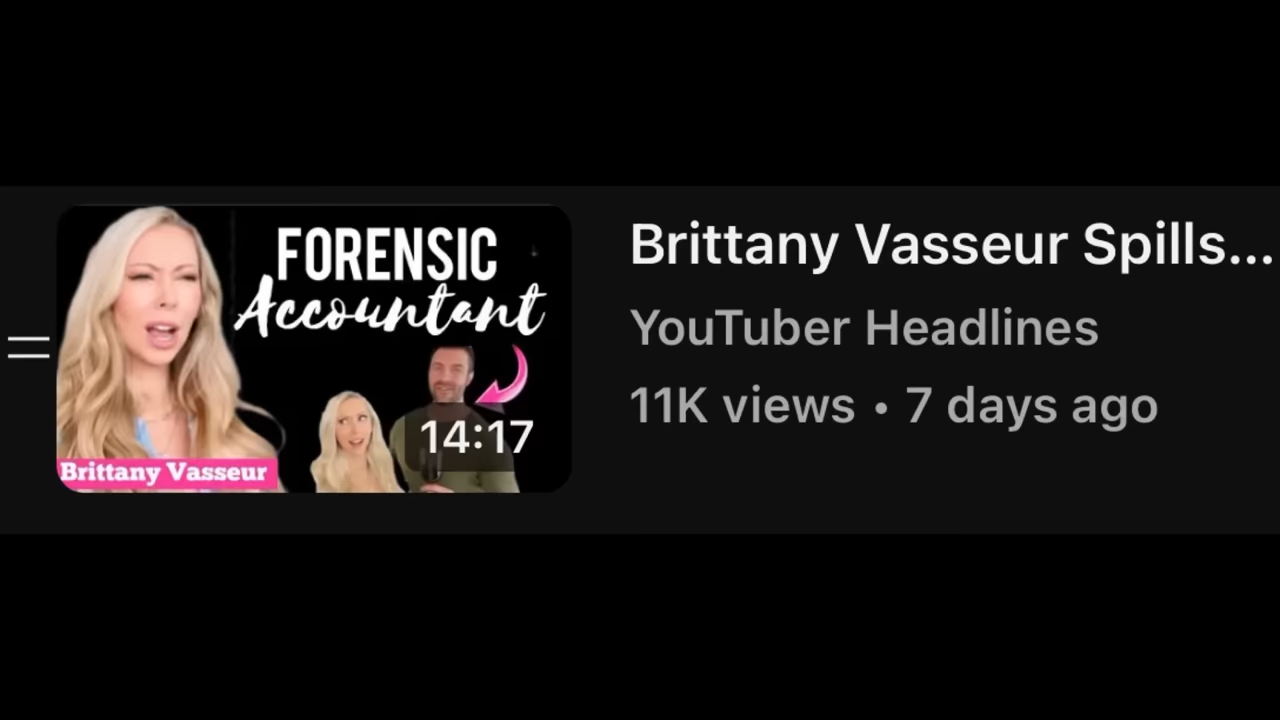 FORENSIC
Accountant
14:17
Brittany Vasseur
Brittany Vasseur Spills...
YouTuber Headlines
11K views • 7 days ago